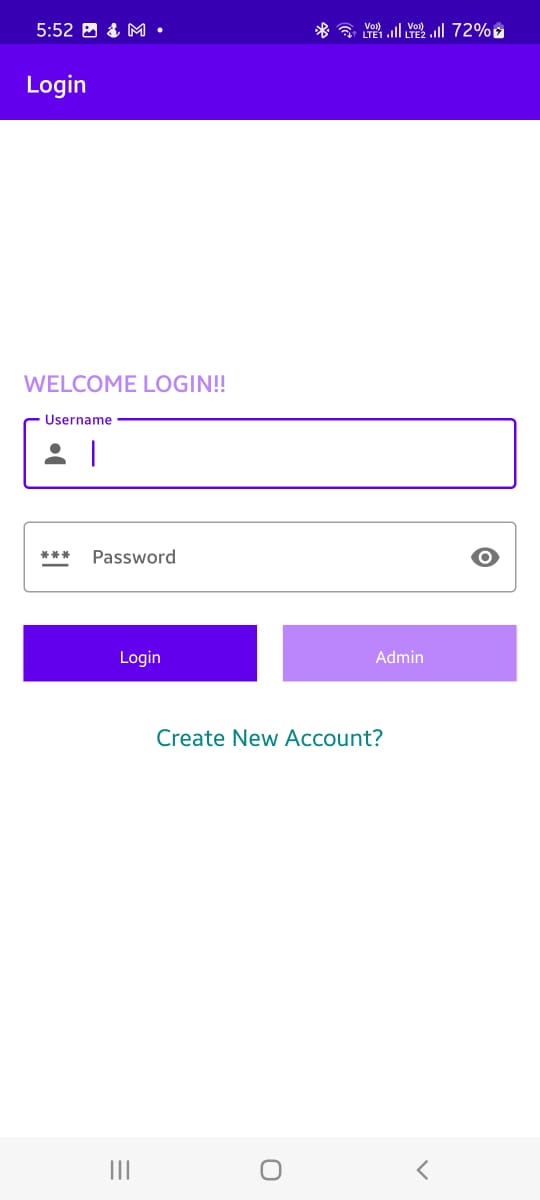 5:52 Vo)) LTE1 Vo)) LTE2 72%
Login
WELCOME LOGIN!!
Username
*** Password
Login Admin
Create New Account?